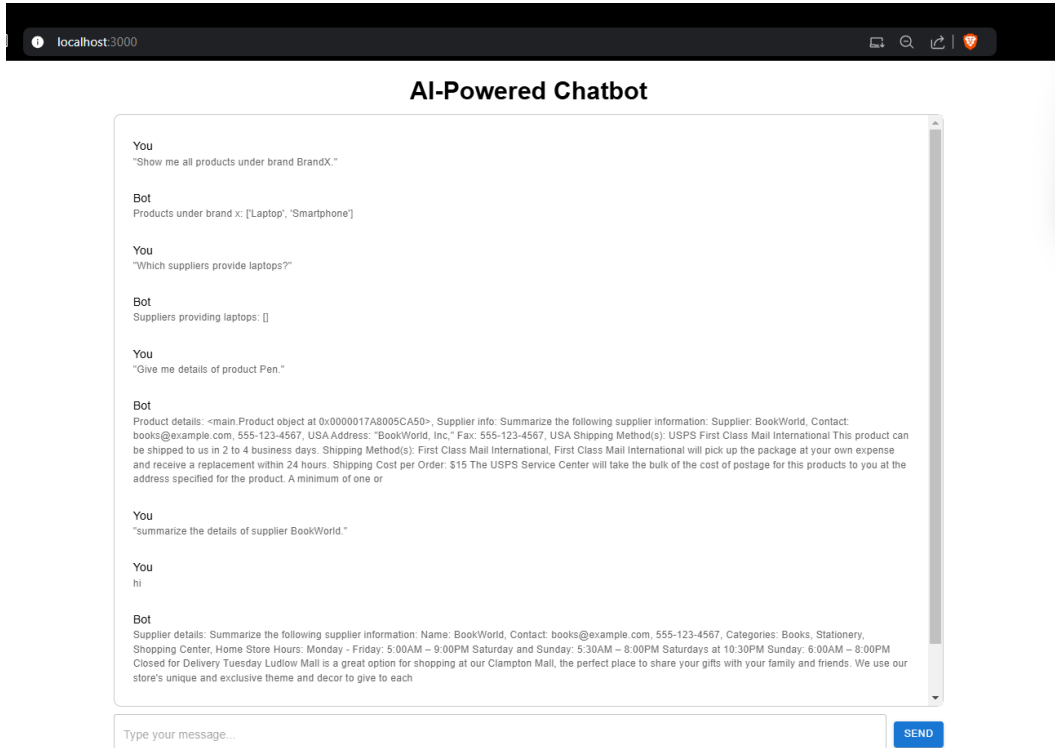 localhost:3000
AI-Powered Chatbot
You
"Show me all products under brand BrandX."
Bot
Products under brand x: ['Laptop', 'Smartphone']
You
"Which suppliers provide laptops?"
Bot
Suppliers providing laptops: []
You
"Give me details of product Pen."
Bot
Product details: <main.Product object at 0x0000017A8005CA50>, Supplier info: Summarize the following supplier information: Supplier: BookWorld, Contact:
books@example.com, 555-123-4567, USA Address: "BookWorld, Inc," Fax: 555-123-4567, USA Shipping Method(s): USPS First Class Mail International This product can
be shipped to us in 2 to 4 business days. Shipping Method(s): First Class Mail International, First Class Mail International will pick up the package at your own expense
and receive a replacement within 24 hours. Shipping Cost per Order: $15 The USPS Service Center will take the bulk of the cost of postage for this products to you at the
address specified for the product. A minimum of one or
You
"summarize the details of supplier BookWorld."
You
hi
Bot
Supplier details: Summarize the following supplier information: Name: BookWorld, Contact: books@example.com, 555-123-4567, Categories: Books, Stationery,
Shopping Center, Home Store Hours: Monday - Friday: 5:00AM – 9:00PM Saturday and Sunday: 5:30AM – 8:00PM Saturdays at 10:30PM Sunday: 6:00AM – 8:00PM
Closed for Delivery Tuesday Ludlow Mall is a great option for shopping at our Clampton Mall, the perfect place to share your gifts with your family and friends. We use our
store's unique and exclusive theme and decor to give to each
Type your message...
SEND